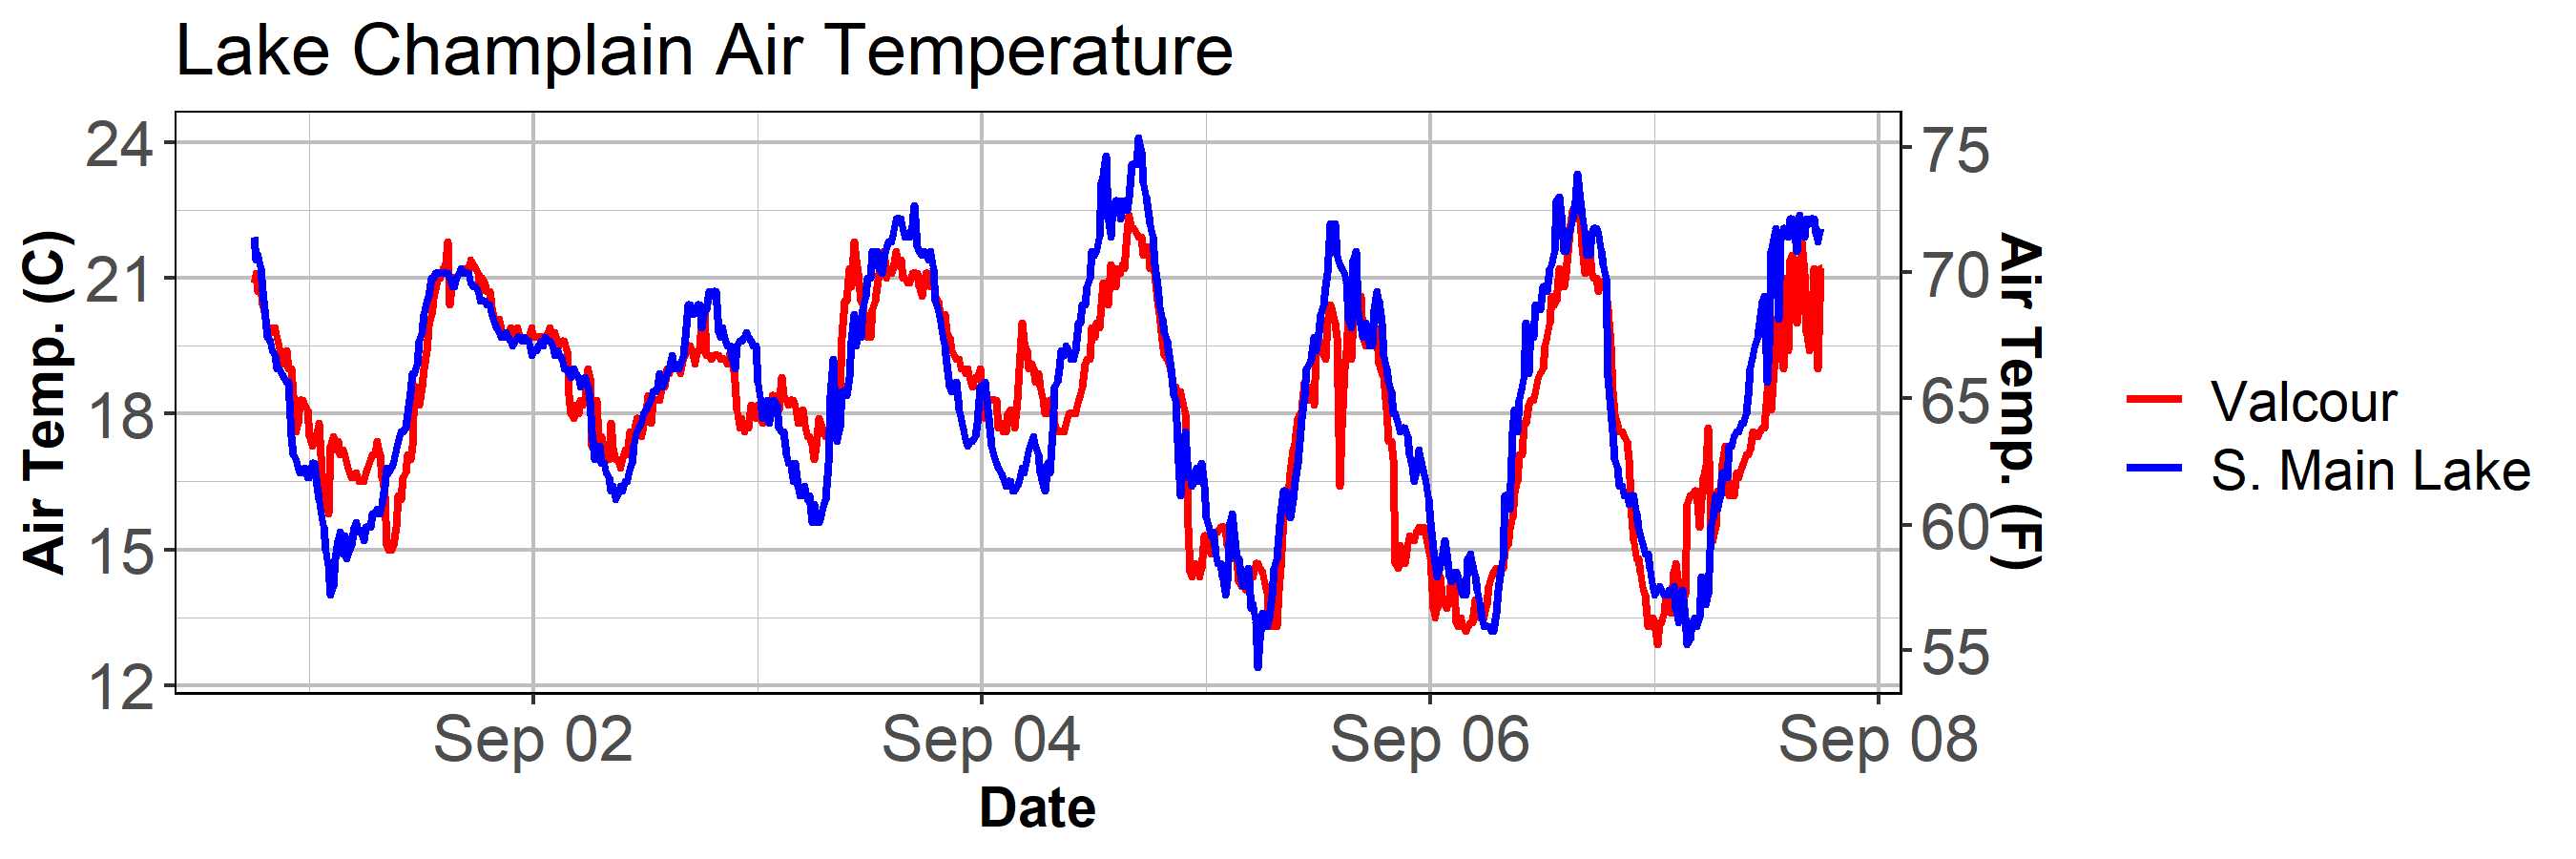 Lake Champlain Air Temperature
Air Temp. (C)
24
21
18
15
12
75
70
65
60
55
Air Temp. (F)
Sep 02 Sep 04 Sep 06 Sep 08
Date
Valcour
S. Main Lake